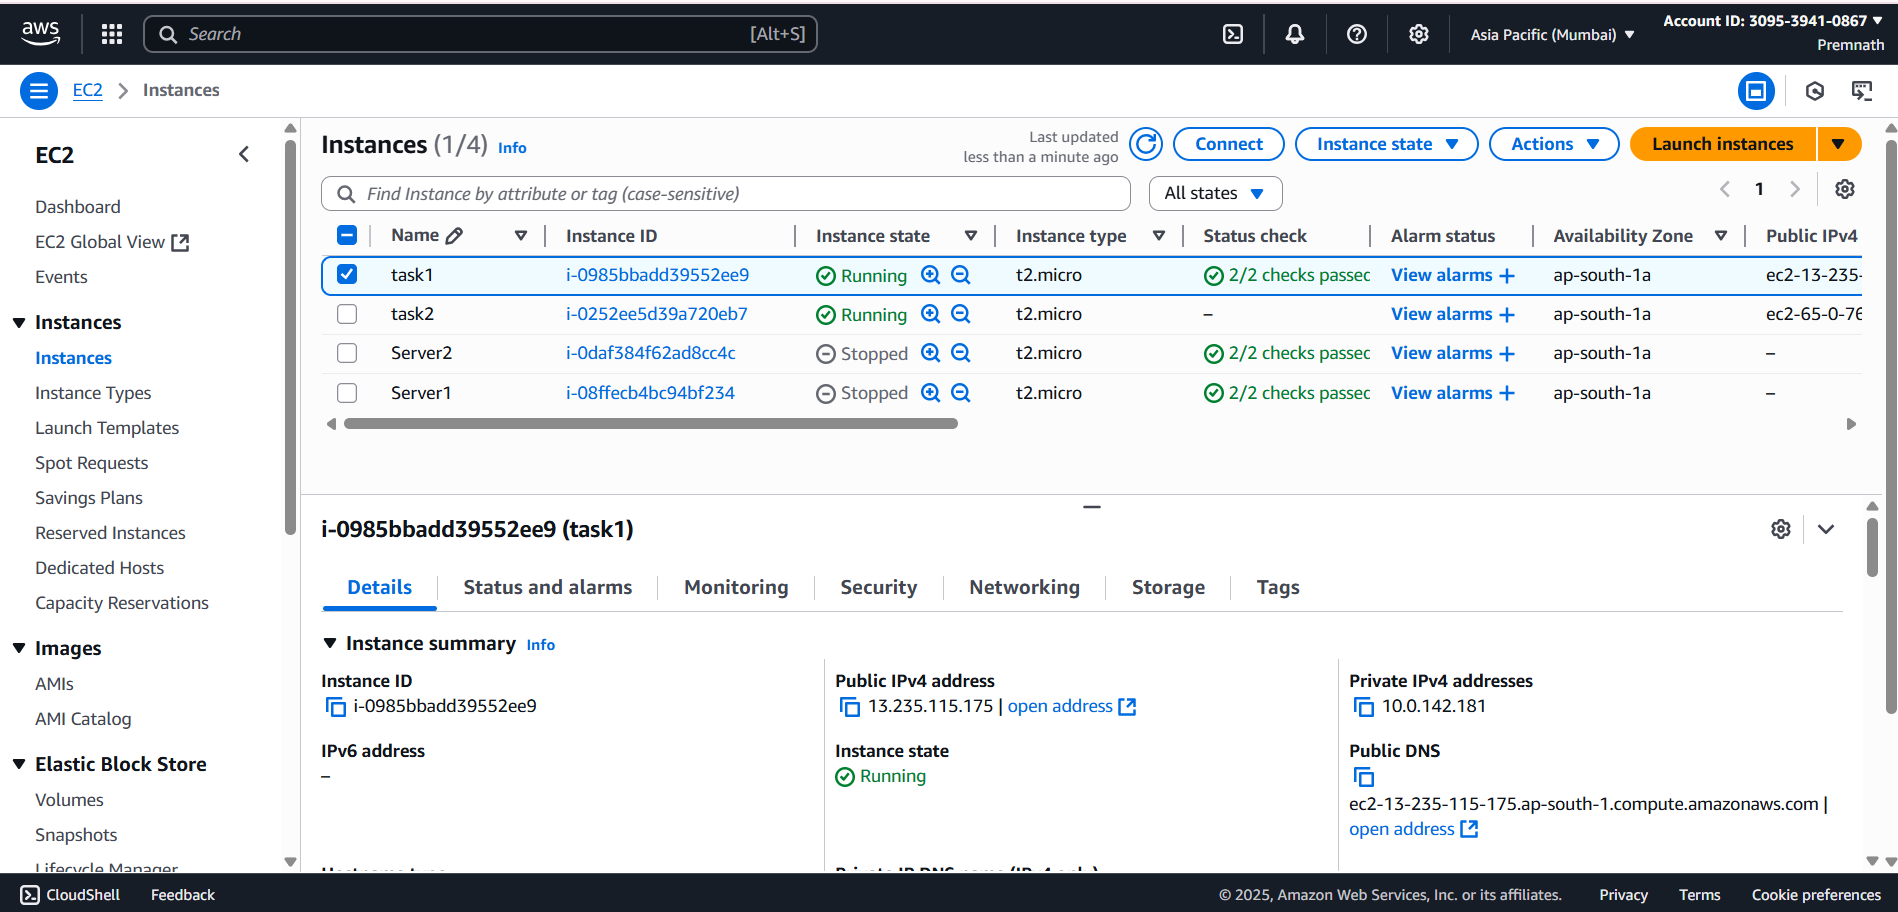 aws
Search [Alt+S]
Asia Pacific (Mumbai)
Account ID: 3095-3941-0867
Premnath
EC2 Instances
EC2
Dashboard
EC2 Global View
Events
Instances
Instances
Instance Types
Launch Templates
Spot Requests
Savings Plans
Reserved Instances
Dedicated Hosts
Capacity Reservations
Images
AMIs
AMI Catalog
Elastic Block Store
Volumes
Snapshots
Lifecycle Manager
Instances (1/4) Info
Last updated
less than a minute ago
Connect
Instance state
Actions
Launch instances
Find Instance by attribute or tag (case-sensitive)
All states
1
Name Instance ID Instance state Instance type Status check Alarm status Availability Zone Public IPv4
task1 i-0985bbadd39552ee9 Running t2.micro 2/2 checks passed View alarms + ap-south-1a ec2-13-235-
task2 i-0252ee5d39a720eb7 Running t2.micro – View alarms + ap-south-1a ec2-65-0-76
Server2 i-0daf384f62ad8cc4c Stopped t2.micro 2/2 checks passed View alarms + ap-south-1a –
Server1 i-08ffecb4bc94bf234 Stopped t2.micro 2/2 checks passed View alarms + ap-south-1a –
i-0985bbadd39552ee9 (task1)
Details Status and alarms Monitoring Security Networking Storage Tags
Instance summary Info
Instance ID
i-0985bbadd39552ee9
Public IPv4 address
13.235.115.175 | open address
Private IPv4 addresses
10.0.142.181
IPv6 address
–
Instance state
Running
Public DNS
ec2-13-235-115-175.ap-south-1.compute.amazonaws.com |
open address
CloudShell Feedback
© 2025, Amazon Web Services, Inc. or its affiliates. Privacy Terms Cookie preferences